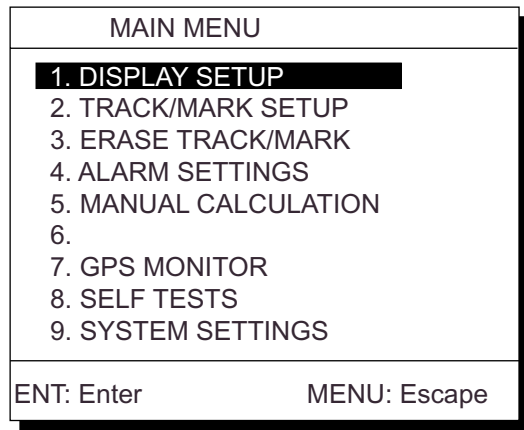 MAIN MENU
1. DISPLAY SETUP
2. TRACK/MARK SETUP
3. ERASE TRACK/MARK
4. ALARM SETTINGS
5. MANUAL CALCULATION
6.
7. GPS MONITOR
8. SELF TESTS
9. SYSTEM SETTINGS
ENT: Enter MENU: Escape